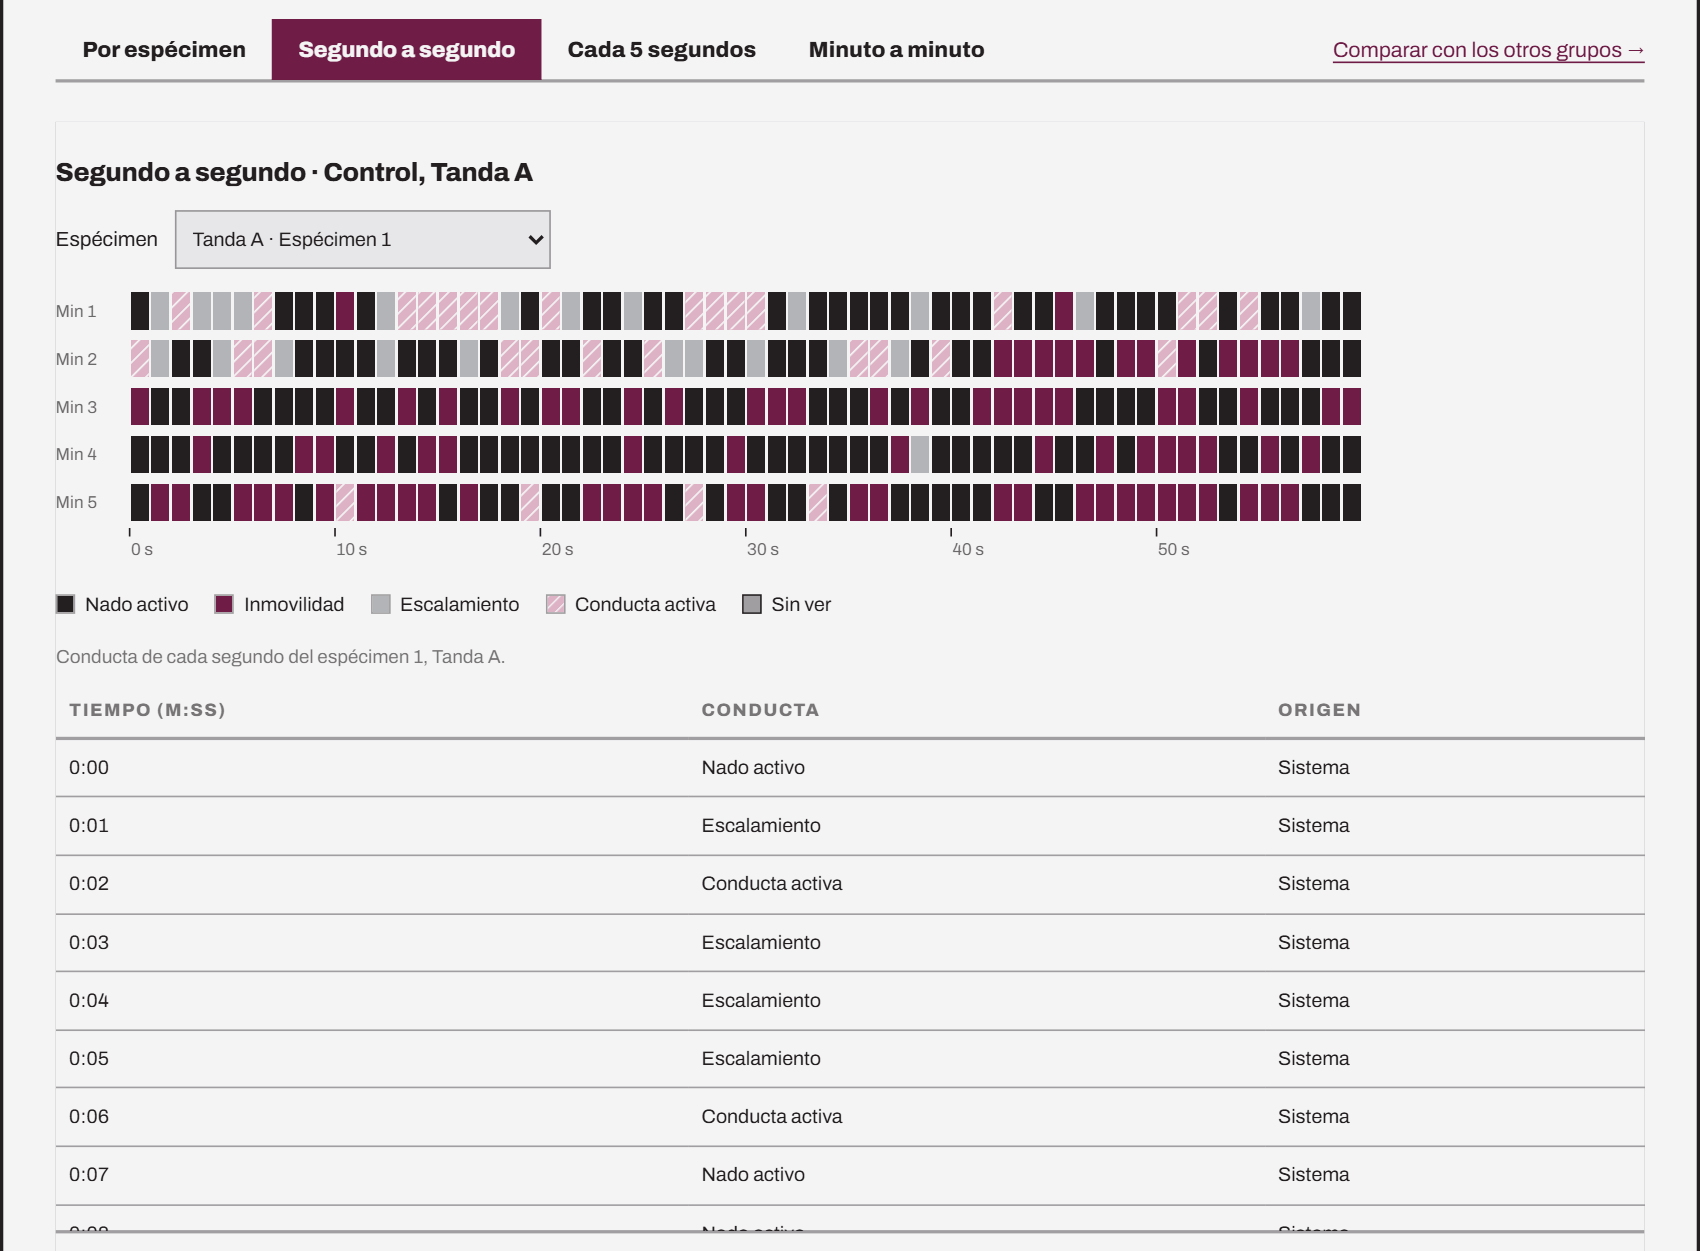 Por espécimen Segundo a segundo Cada 5 segundos Minuto a minuto Comparar con los otros grupos →
Segundo a segundo · Control, Tanda A
Espécimen Tanda A · Espécimen 1
Min 1
Min 2
Min 3
Min 4
Min 5
0 s 10 s 20 s 30 s 40 s 50 s
Nado activo Inmovilidad Escalamiento Conducta activa Sin ver
Conducta de cada segundo del espécimen 1, Tanda A.
TIEMPO (M:SS) CONDUCTA ORIGEN
0:00 Nado activo Sistema
0:01 Escalamiento Sistema
0:02 Conducta activa Sistema
0:03 Escalamiento Sistema
0:04 Escalamiento Sistema
0:05 Escalamiento Sistema
0:06 Conducta activa Sistema
0:07 Nado activo Sistema